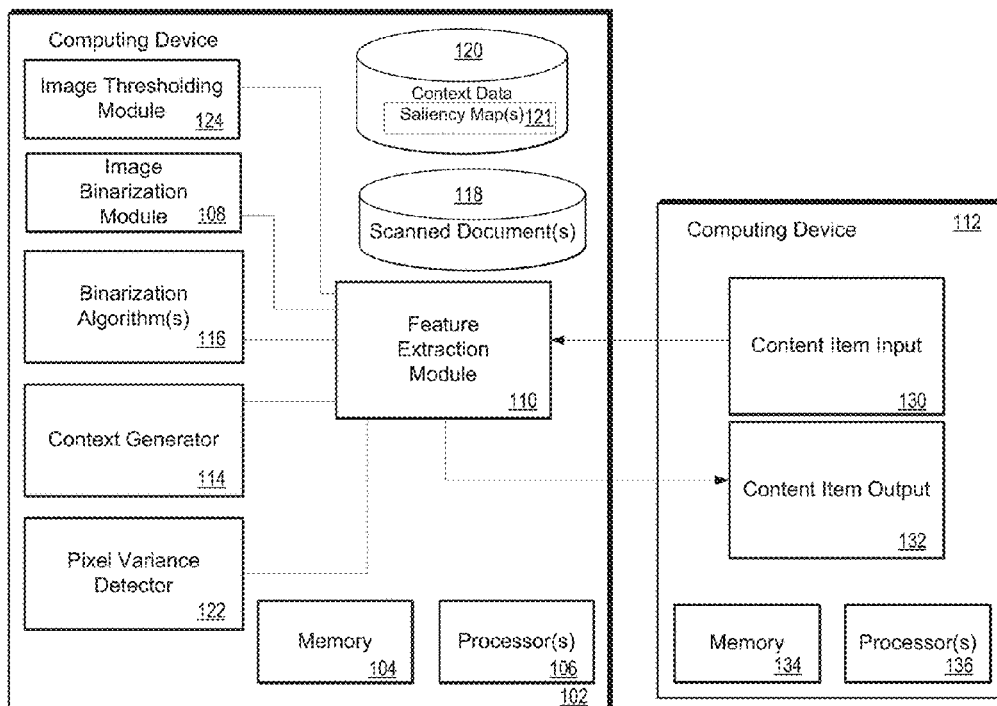 Computing Device
Image Thresholding
Module
124
Image
Binarization
Module
108
Binarization
Algorithm(s)
116
Context Generator
114
Pixel Variance
Detector
122
120
Context Data
Saliency Map(s) 121
118
Scanned Document(s)
Feature
Extraction
Module
110
Memory
104
Processor(s)
106
102
Computing Device
112
Content Item Input
130
Content Item Output
132
Memory
134
Processor(s)
136